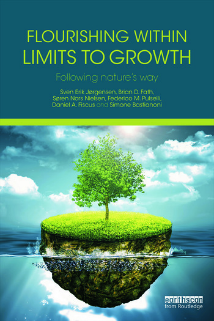 FLOURISHING WITHIN
LIMITS TO GROWTH
Following nature's way
Sven Erik Jørgensen, Brian D. Fath,
Søren Nors Nielsen, Federico M. Pulselli,
Daniel A. Fiscus and Simone Bastianoni
earthscan
from Routledge